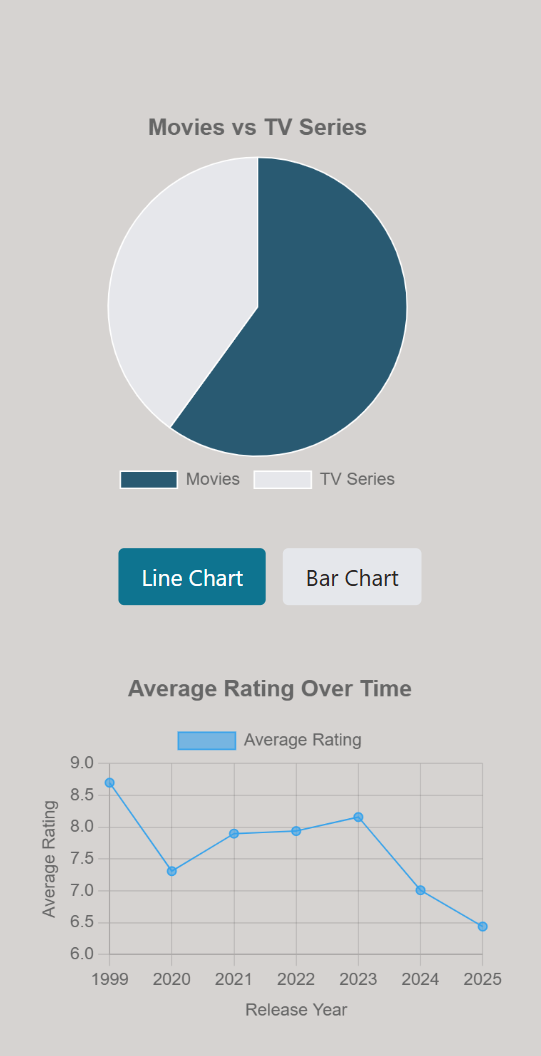 Movies vs TV Series
Movies TV Series
Line Chart Bar Chart
Average Rating Over Time
Average Rating
9.0
8.5
8.0
7.5
7.0
6.5
6.0
Average Rating
1999 2020 2021 2022 2023 2024 2025
Release Year